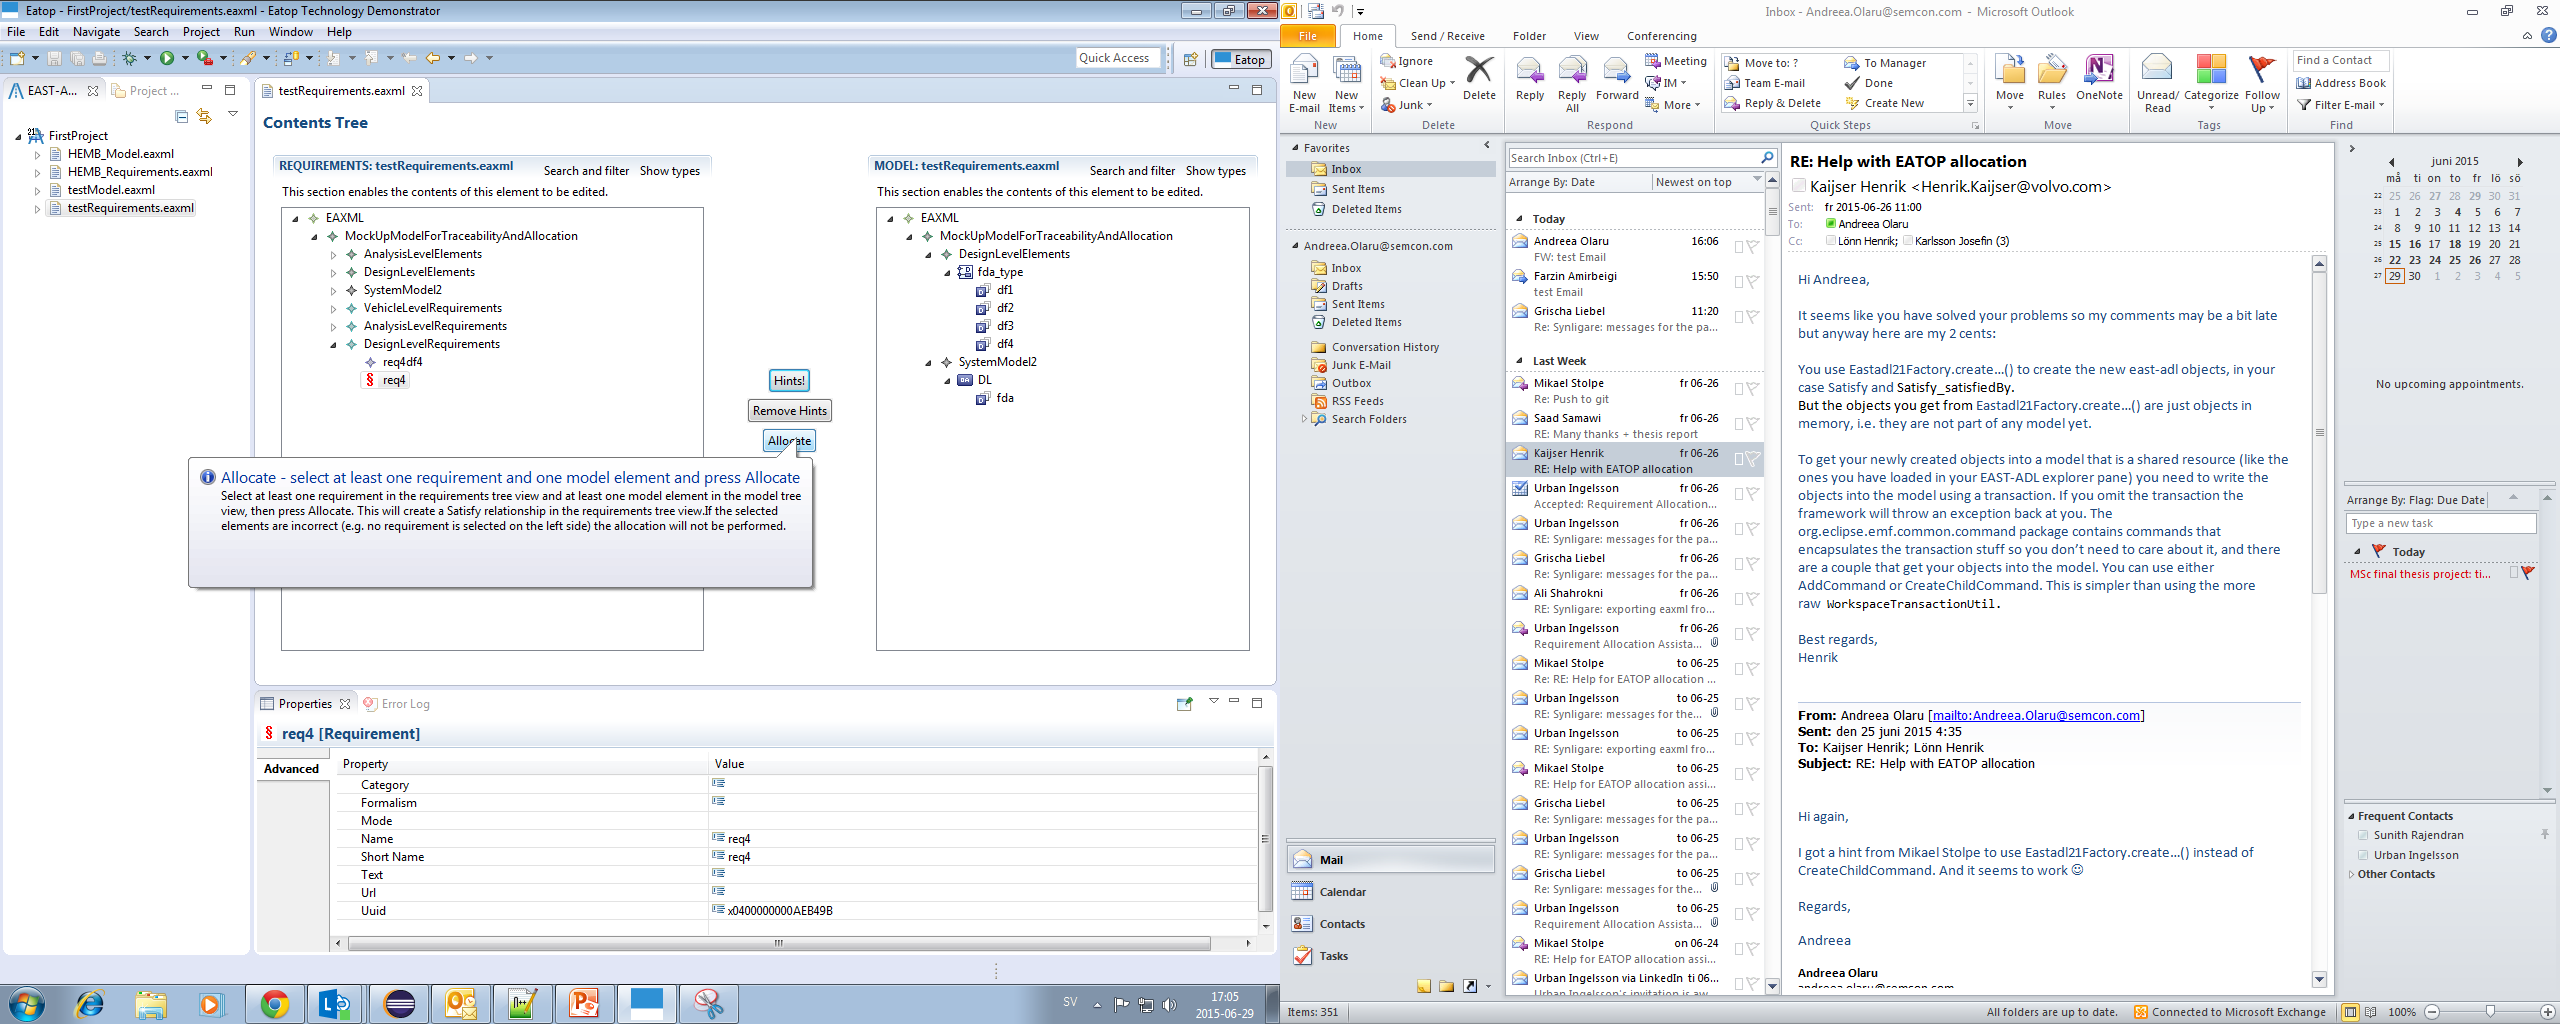 Eatop - FirstProject/testRequirements.eaxml - Eatop Technology Demonstrator
File Edit Navigate Search Project Run Window Help
Quick Access
Eatop
EAST-A...
Project ...
FirstProject
HEMB_Model.eaxml
HEMB_Requirements.eaxml
testModel.eaxml
testRequirements.eaxml
testRequirements.eaxml
Contents Tree
REQUIREMENTS: testRequirements.eaxml
Search and filter Show types
This section enables the contents of this element to be edited.
EAXML
MockUpModelForTraceabilityAndAllocation
AnalysisLevelElements
DesignLevelElements
SystemModel2
VehicleLevelRequirements
AnalysisLevelRequirements
DesignLevelRequirements
req4df4
req4
Hints!
Remove Hints
Allocate
MODEL: testRequirements.eaxml
Search and filter Show types
This section enables the contents of this element to be edited.
EAXML
MockUpModelForTraceabilityAndAllocation
DesignLevelElements
fda_type
df1
df2
df3
df4
SystemModel2
DL
fda
Allocate - select at least one requirement and one model element and press Allocate
Select at least one requirement in the requirements tree view and at least one model element in the model tree
view, then press Allocate. This will create a Satisfy relationship in the requirements tree view.If the selected
elements are incorrect (e.g. no requirement is selected on the left side) the allocation will not be performed.
Properties
Error Log
req4 [Requirement]
Advanced
Property Value
Category
Formalism
Mode
Name req4
Short Name req4
Text
Url
Uuid x0400000000AEB49B
SV
17:05
2015-06-29
Inbox - Andreea.Olaru@semcon.com - Microsoft Outlook
File Home Send / Receive Folder View Conferencing
New E-mail
New Items
New
Ignore
Clean Up
Junk
Delete
Delete
Reply
Reply All
Forward
Meeting
IM
More
Respond
Move to: ?
Team E-mail
Reply & Delete
To Manager
Done
Create New
Quick Steps
Move
Rules
OneNote
Move
Unread/ Read
Categorize
Follow Up
Tags
Find a Contact
Address Book
Filter E-mail
Find
Favorites
Inbox
Sent Items
Deleted Items
Andreea.Olaru@semcon.com
Inbox
Drafts
Sent Items
Deleted Items
Conversation History
Junk E-Mail
Outbox
RSS Feeds
Search Folders
Mail
Calendar
Contacts
Tasks
Items: 351
Search Inbox (Ctrl+E)
Arrange By: Date Newest on top
Today
Andreea Olaru 16:06
FW: test Email
Farzin Amirbeigi 15:50
test Email
Grischa Liebel 11:20
Re: Synligare: messages for the pa...
Last Week
Mikael Stolpe fr 06-26
Re: Push to git
Saad Samawi fr 06-26
RE: Many thanks + thesis report
Kaijser Henrik fr 06-26
RE: Help with EATOP allocation
Urban Ingelsson fr 06-26
Accepted: Requirement Allocation...
Urban Ingelsson fr 06-26
RE: Synligare: messages for the pa...
Grischa Liebel fr 06-26
Re: Synligare: messages for the pa...
Ali Shahrokni fr 06-26
RE: Synligare: exporting eaxml fro...
Urban Ingelsson fr 06-26
Requirement Allocation Assista...
Mikael Stolpe to 06-25
Re: RE: Help for EATOP allocation ...
Urban Ingelsson to 06-25
RE: Synligare: messages for the...
Urban Ingelsson to 06-25
RE: Synligare: exporting eaxml fro...
Mikael Stolpe to 06-25
RE: Help for EATOP allocation assi...
Grischa Liebel to 06-25
Re: Synligare: messages for the pa...
Urban Ingelsson to 06-25
RE: Synligare: messages for the pa...
Grischa Liebel to 06-25
Re: Synligare: messages for the...
Urban Ingelsson to 06-25
Requirement Allocation Assista...
Mikael Stolpe on 06-24
RE: Help for EATOP allocation assi...
Urban Ingelsson via LinkedIn ti 06...
Urban Ingelsson's invitation is aw...
RE: Help with EATOP allocation
Kaijser Henrik <Henrik.Kaijser@volvo.com>
Sent: fr 2015-06-26 11:00
To: Andreea Olaru
Cc: Lönn Henrik; Karlsson Josefin (3)
Hi Andreea,
It seems like you have solved your problems so my comments may be a bit late
but anyway here are my 2 cents:
You use Eastadl21Factory.create...() to create the new east-adl objects, in your
case Satisfy and Satisfy_satisfiedBy.
But the objects you get from Eastadl21Factory.create...() are just objects in
memory, i.e. they are not part of any model yet.
To get your newly created objects into a model that is a shared resource (like the
ones you have loaded in your EAST-ADL explorer pane) you need to write the
objects into the model using a transaction. If you omit the transaction the
framework will throw an exception back at you. The
org.eclipse.emf.common.command package contains commands that
encapsulates the transaction stuff so you don't need to care about it, and there
are a couple that get your objects into the model. You can use either
AddCommand or CreateChildCommand. This is simpler than using the more
raw WorkspaceTransactionUtil.
Best regards,
Henrik
From: Andreea Olaru [mailto:Andreea.Olaru@semcon.com]
Sent: den 25 juni 2015 4:35
To: Kaijser Henrik; Lönn Henrik
Subject: RE: Help with EATOP allocation
Hi again,
I got a hint from Mikael Stolpe to use Eastadl21Factory.create...() instead of
CreateChildCommand. And it seems to work ☺
Regards,
Andreea
Andreea Olaru
andreea.olaru@semcon.com
juni 2015
må ti on to fr lö sö
22 25 26 27 28 29 30 31
23 1 2 3 4 5 6 7
24 8 9 10 11 12 13 14
25 15 16 17 18 19 20 21
26 22 23 24 25 26 27 28
27 29 30 1 2 3 4 5
No upcoming appointments.
Arrange By: Flag: Due Date
Type a new task
Today
MSc final thesis project: ti...
Frequent Contacts
Sunith Rajendran
Urban Ingelsson
Other Contacts
All folders are up to date. Connected to Microsoft Exchange 100%